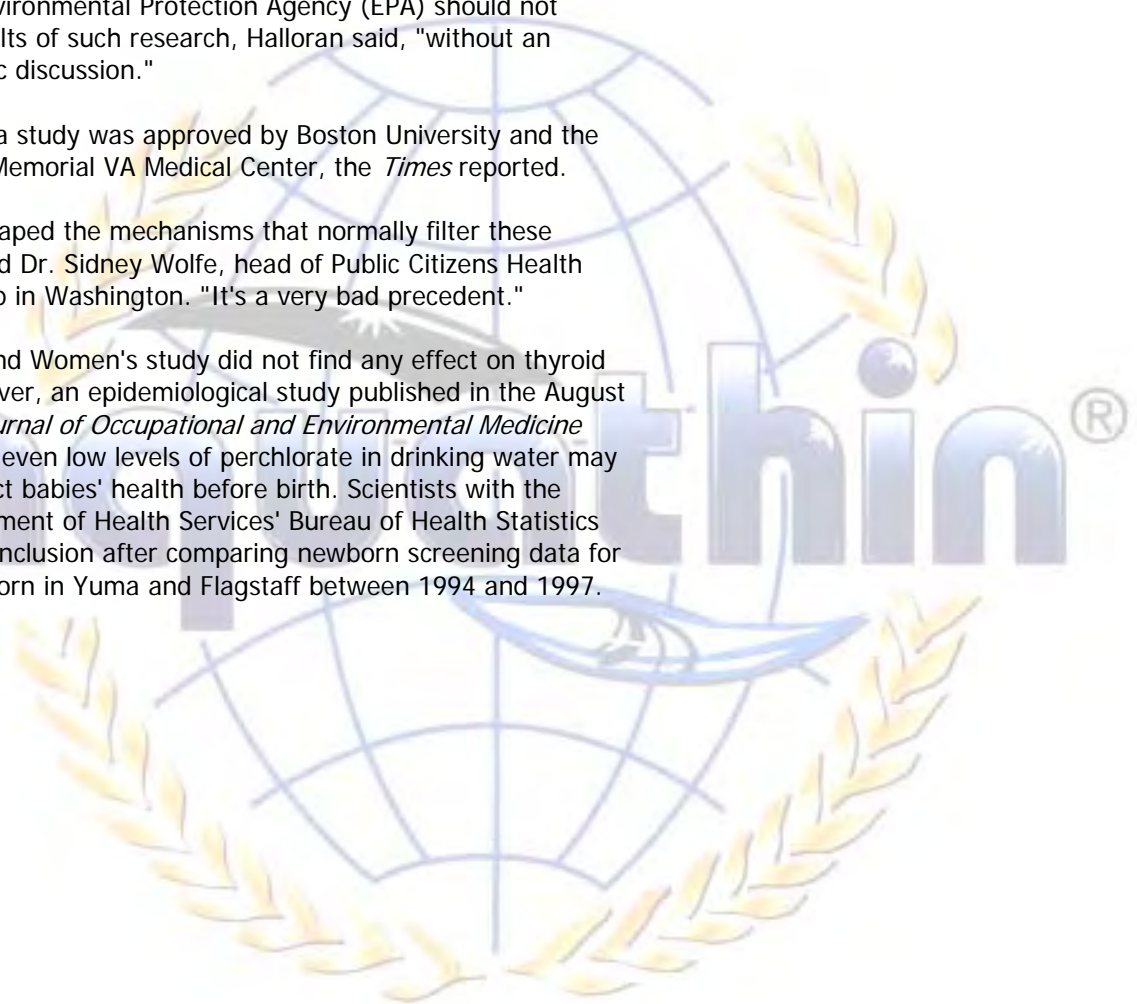 vironmental Protection Agency (EPA) should not
lts of such research, Halloran said, "without an
c discussion."
a study was approved by Boston University and the
Memorial VA Medical Center, the Times reported.
aped the mechanisms that normally filter these
d Dr. Sidney Wolfe, head of Public Citizens Health
o in Washington. "It's a very bad precedent."
nd Women's study did not find any effect on thyroid
ver, an epidemiological study published in the August
urnal of Occupational and Environmental Medicine
even low levels of perchlorate in drinking water may
ct babies' health before birth. Scientists with the
ment of Health Services' Bureau of Health Statistics
nclusion after comparing newborn screening data for
orn in Yuma and Flagstaff between 1994 and 1997.
aquathin®